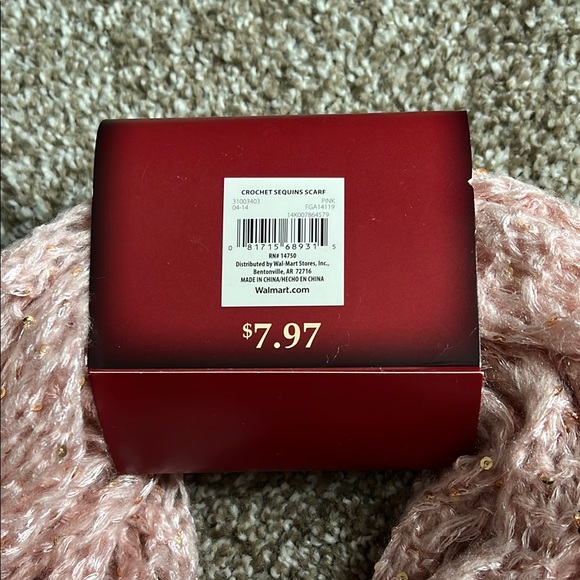 CROCHET SEQUINS SCARF
31003403 PINK
04-14 FGA14119
14K007864579
0 81715 68931 5
RN# 14750
Distributed by Wal-Mart Stores, Inc.,
Bentonville, AR 72716
MADE IN CHINA/HECHO EN CHINA
Walmart.com
$7.97